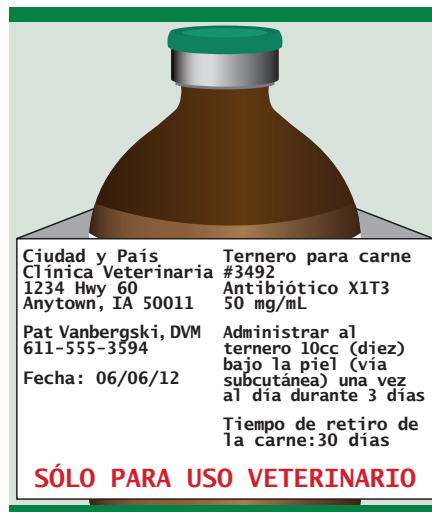 Ciudad y País
Clínica Veterinaria
1234 Hwy 60
Anytown, IA 50011
Pat Vanbergski, DVM
611-555-3594
Fecha: 06/06/12
Ternero para carne
#3492
Antibiótico X1T3
50 mg/mL
Administrar al
ternero 10cc (diez)
bajo la piel (vía
subcutánea) una vez
al día durante 3 días
Tiempo de retiro de
la carne:30 días
SÓLO PARA USO VETERINARIO